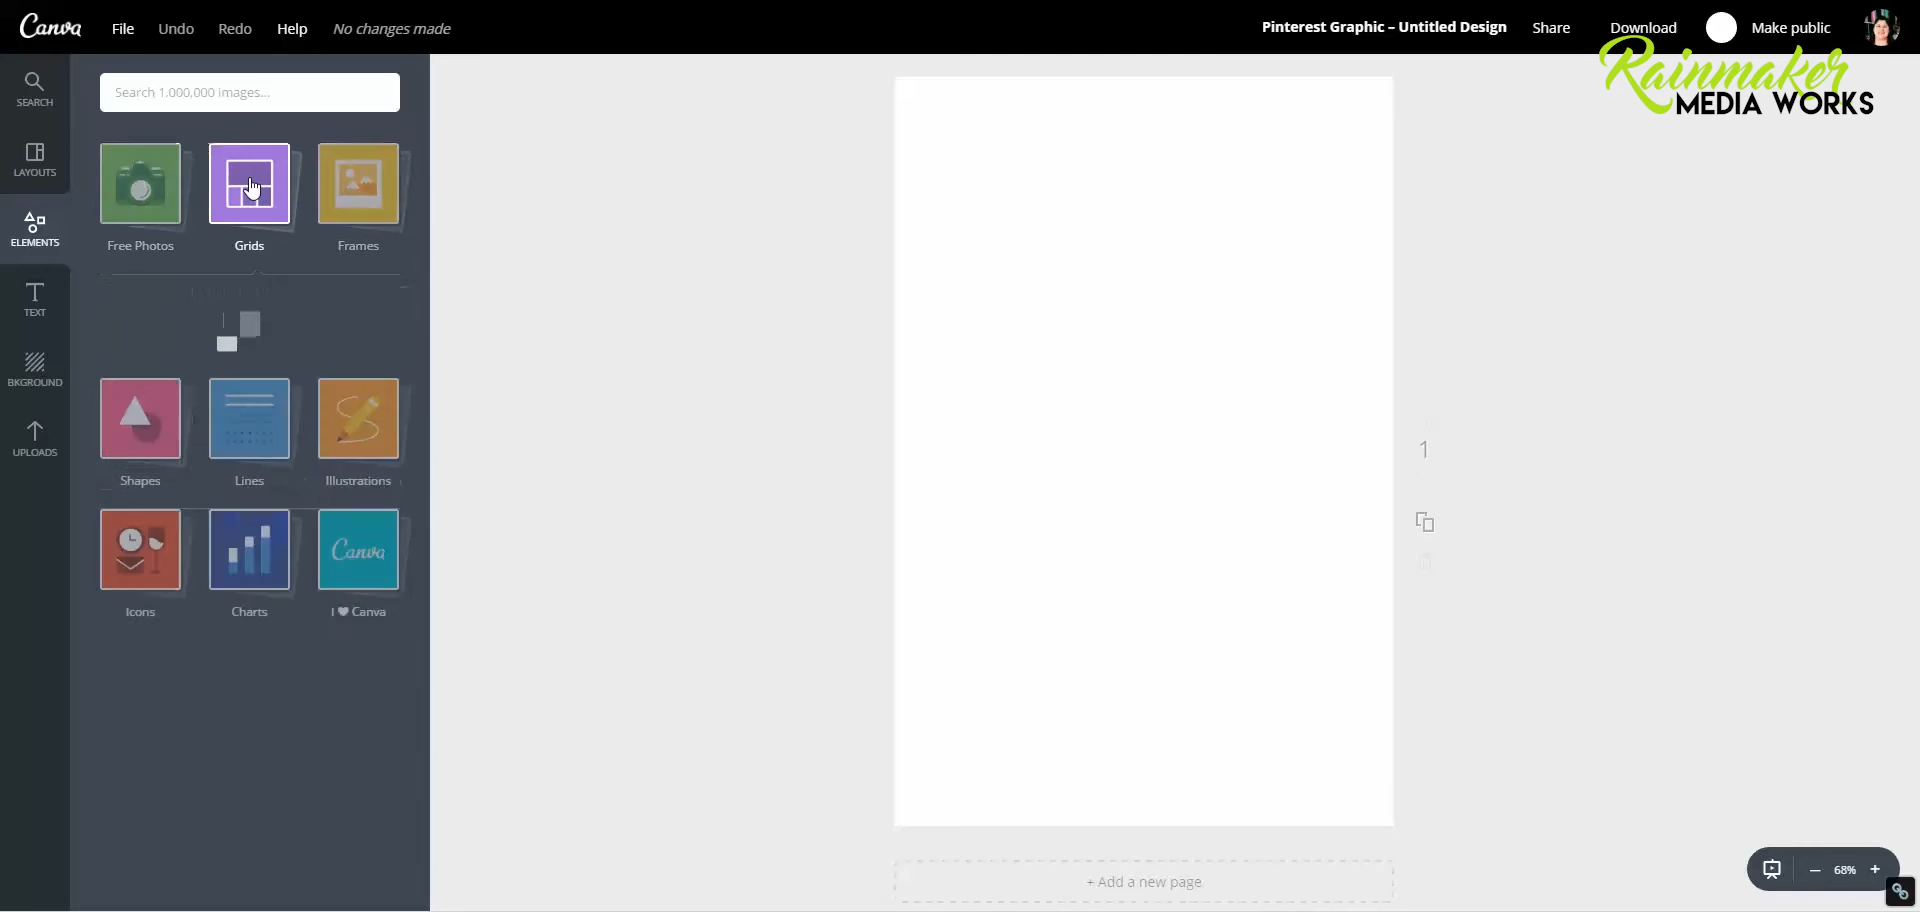 Canva File Undo Redo Help No changes made Pinterest Graphic – Untitled Design Share Download Make public
Rainmaker
MEDIA WORKS
SEARCH
LAYOUTS
ELEMENTS
TEXT
BKGROUND
UPLOADS
Search 1,000,000 images...
Free Photos Grids Frames
Shapes Lines Illustrations
Canva
Icons Charts I ♥ Canva
1
+ Add a new page
68%